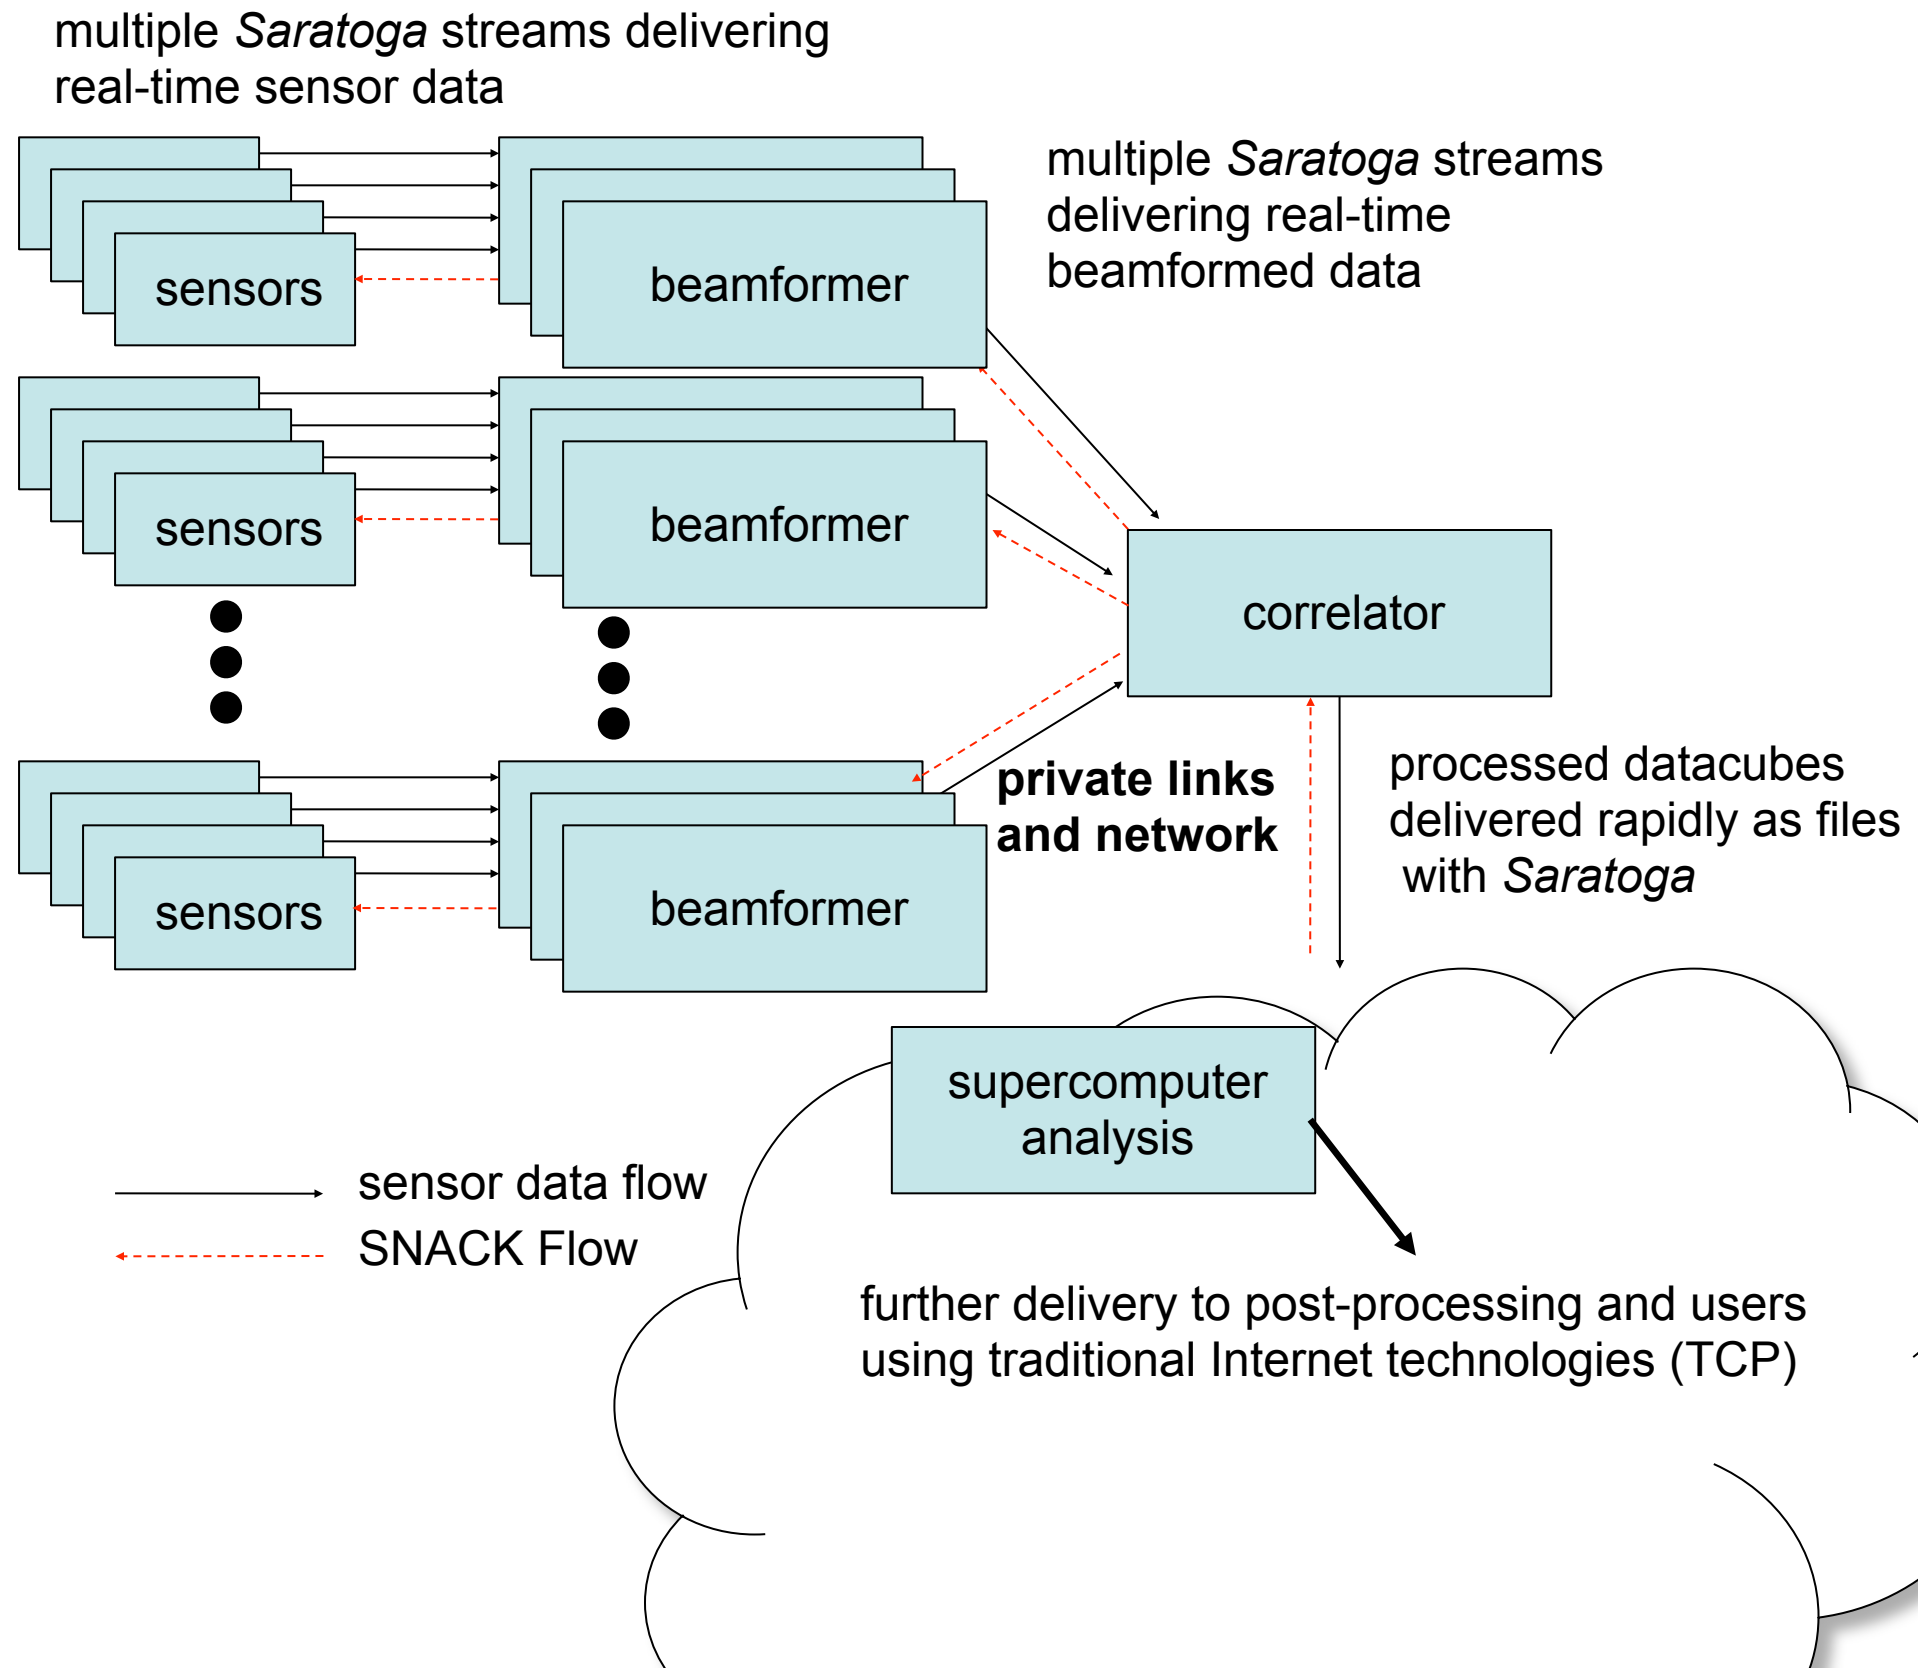 multiple Saratoga streams delivering
real-time sensor data
multiple Saratoga streams
delivering real-time
beamformed data
sensors
beamformer
sensors
beamformer
correlator
sensors
beamformer
private links
and network
processed datacubes
delivered rapidly as files
with Saratoga
supercomputer
analysis
sensor data flow
SNACK Flow
further delivery to post-processing and users
using traditional Internet technologies (TCP)